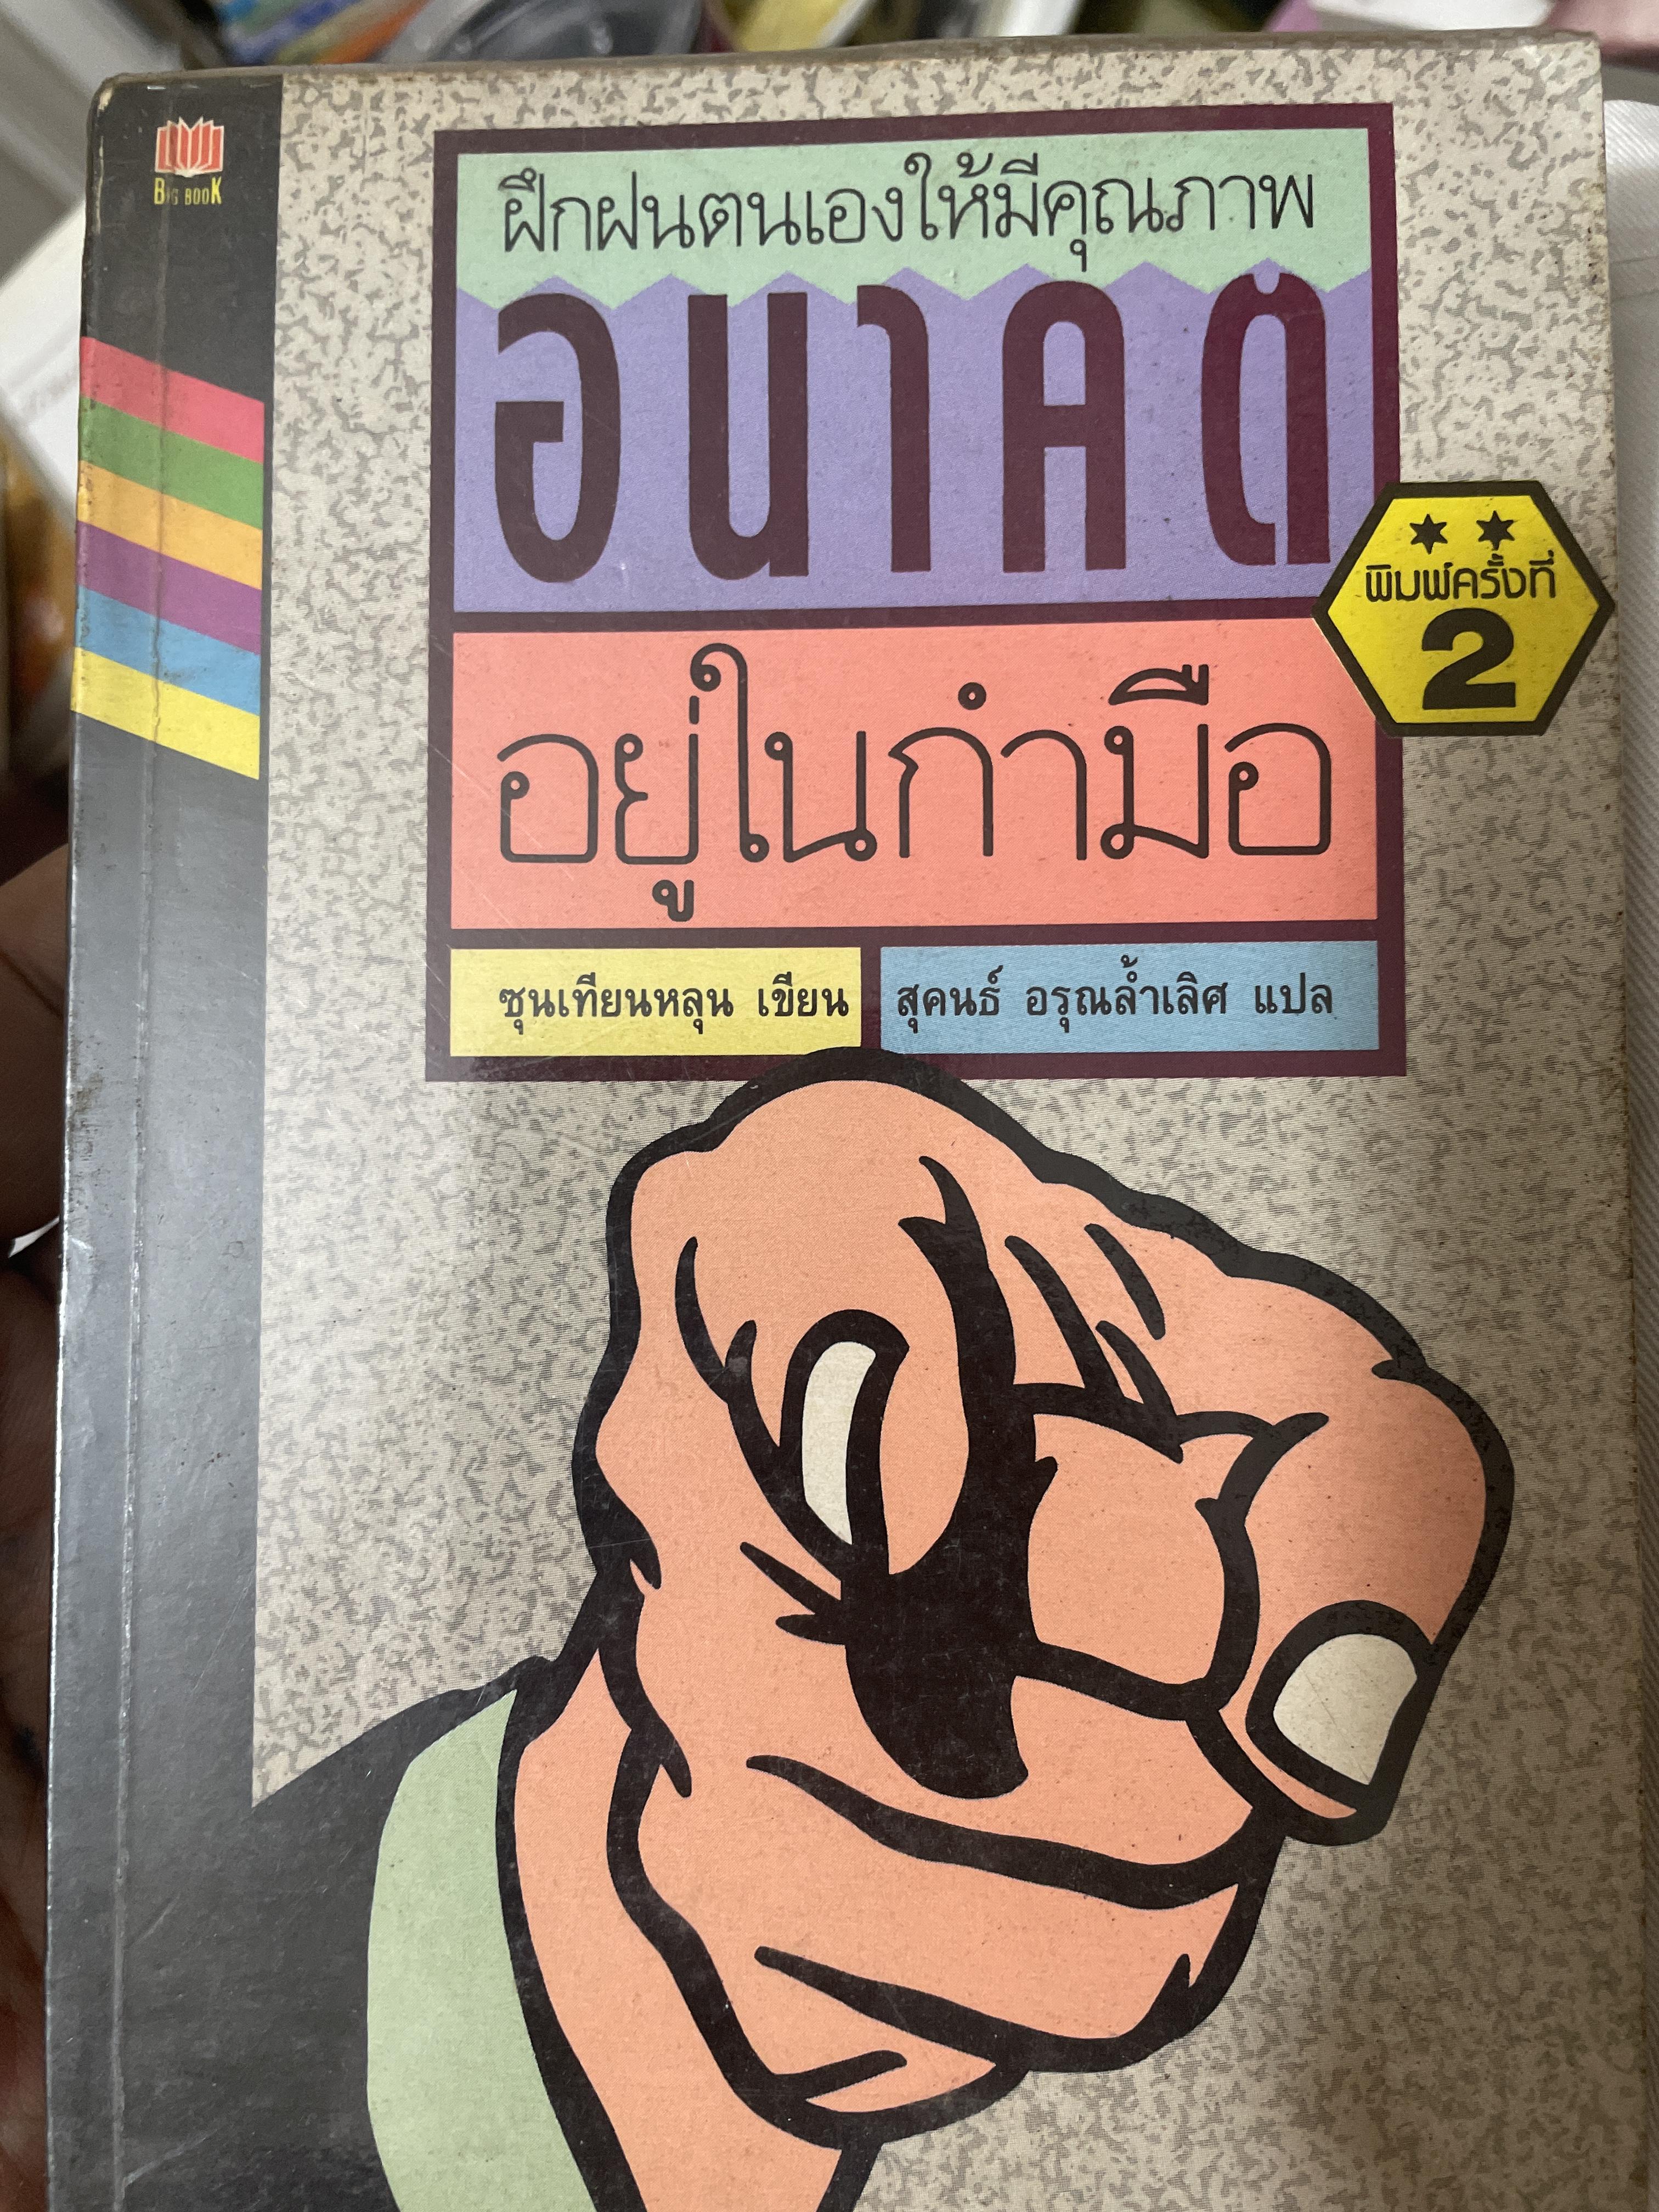 BIG BOOK
ฝึกฝนตนเองให้มีคุณภาพ
อนาคต
พิมพ์ครั้งที่
2
อยู่ในกำมือ
ซุนเทียนหลุน เขียน
สุคนธ์ อรุณล้ำเลิศ แปล